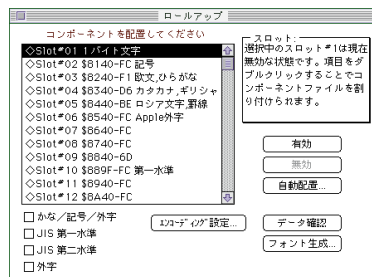 ロールアップ
コンポーネントを配置してください
◇Slot#01 1バイト文字
◇Slot#02 $8140-FC 記号
◇Slot#03 $8240-F1 欧文,ひらがな
◇Slot#04 $8340-D6 カタカナ,ギリシャ
◇Slot#05 $8440-BE ロシア文字,罫線
◇Slot#06 $8540-FC Apple外字
◇Slot#07 $8640-FC
◇Slot#08 $8740-FC
◇Slot#09 $8840-6D
◇Slot#10 $889F-FC 第一水準
◇Slot#11 $8940-FC
◇Slot#12 $8A40-FC
スロット:
選択中のスロット#1は現在
無効な状態です。項目をダ
ブルクリックすることでコ
ンポーネントファイルを割
り付けられます。
有効
無効
自動配置...
かな/記号/外字
JIS 第一水準
JIS 第二水準
外字
ｴﾝｺｰﾃﾞｨﾝｸﾞ設定...
データ確認
フォント生成...